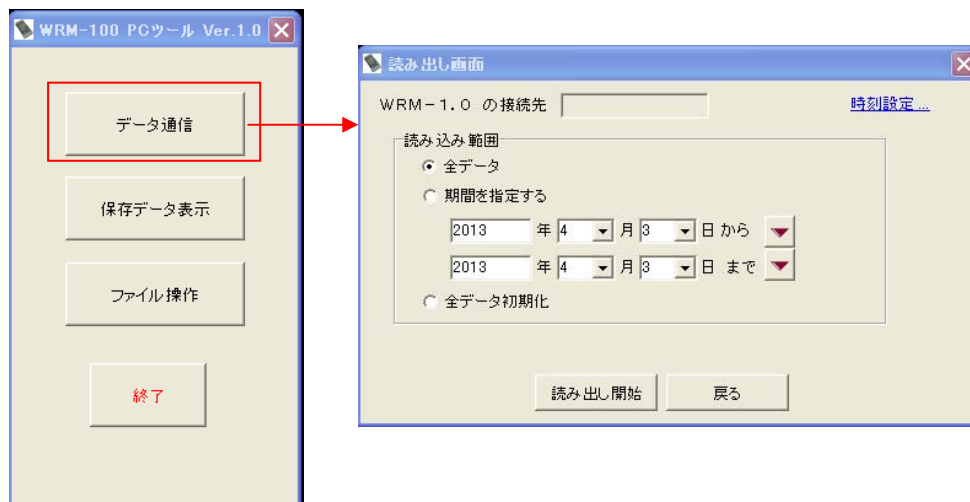 WRM-100 PCツール Ver.1.0
データ通信
保存データ表示
ファイル操作
終了
読み出し画面
WRM-1.0 の接続先
時刻設定...
読み込み範囲
全データ
期間を指定する
2013 年 4 月 3 日 から
2013 年 4 月 3 日 まで
全データ初期化
読み出し開始 戻る